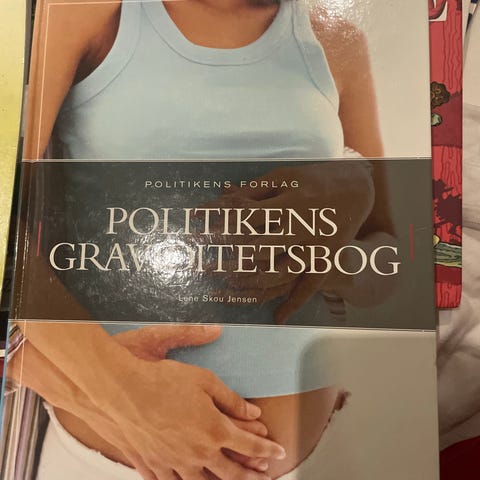 POLITIKENS FORLAG
POLITIKENS
GRAVIDITETSBOG
Lene Skou Jensen